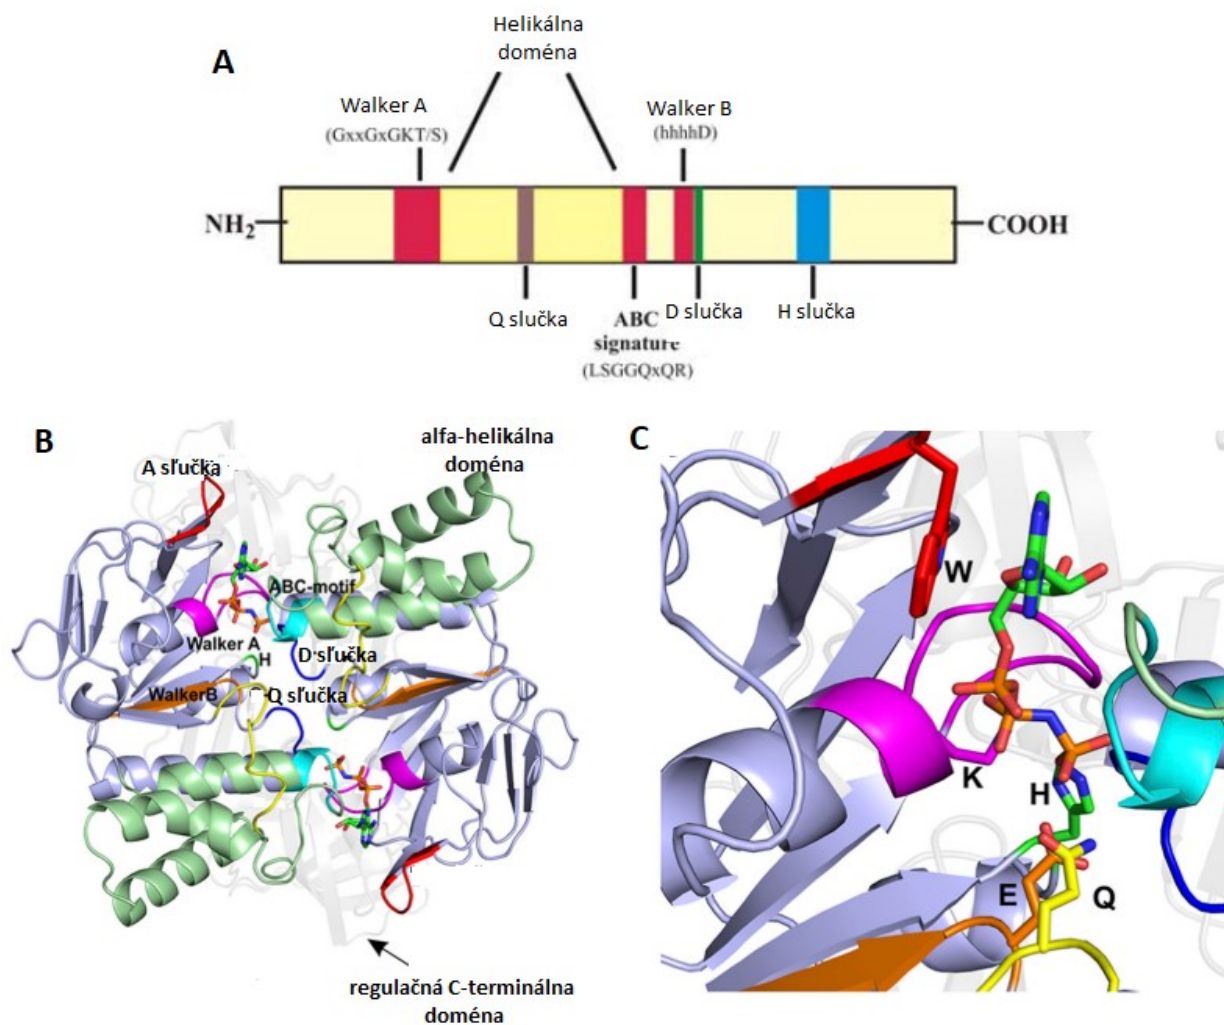 A
Helikálna
doména
Walker A
(GxxGxGKT/S)
Walker B
(hhhhD)
NH2
COOH
Q slučka
ABC
signature
(LSGGQxQR)
D slučka
H slučka
B
A sľučka
alfa-helikálna
doména
ABC-motif
Walker A
H
D sľučka
WalkerB
Q sľučka
regulačná C-terminálna
doména
C
W
K
H
E
Q